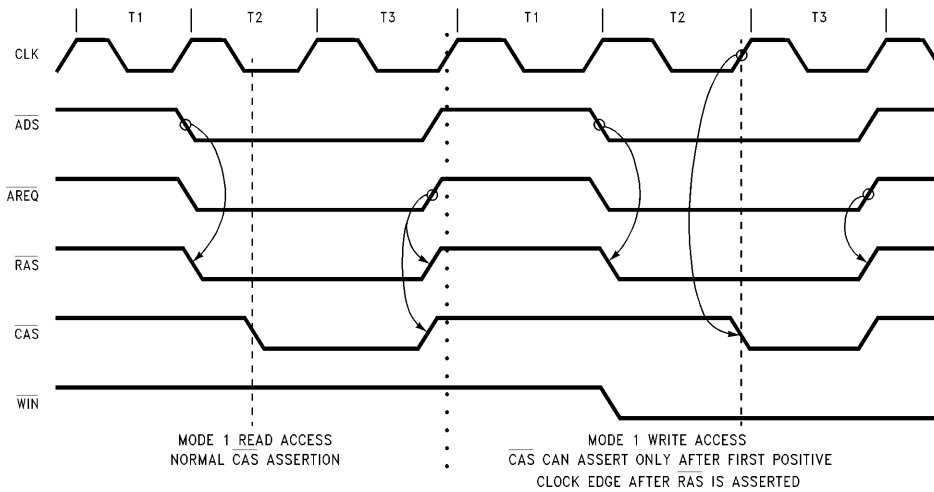 T1 T2 T3 T1 T2 T3
CLK
ADS
AREQ
RAS
CAS
WIN
MODE 1 READ ACCESS
NORMAL CAS ASSERTION
MODE 1 WRITE ACCESS
CAS CAN ASSERT ONLY AFTER FIRST POSITIVE
CLOCK EDGE AFTER RAS IS ASSERTED